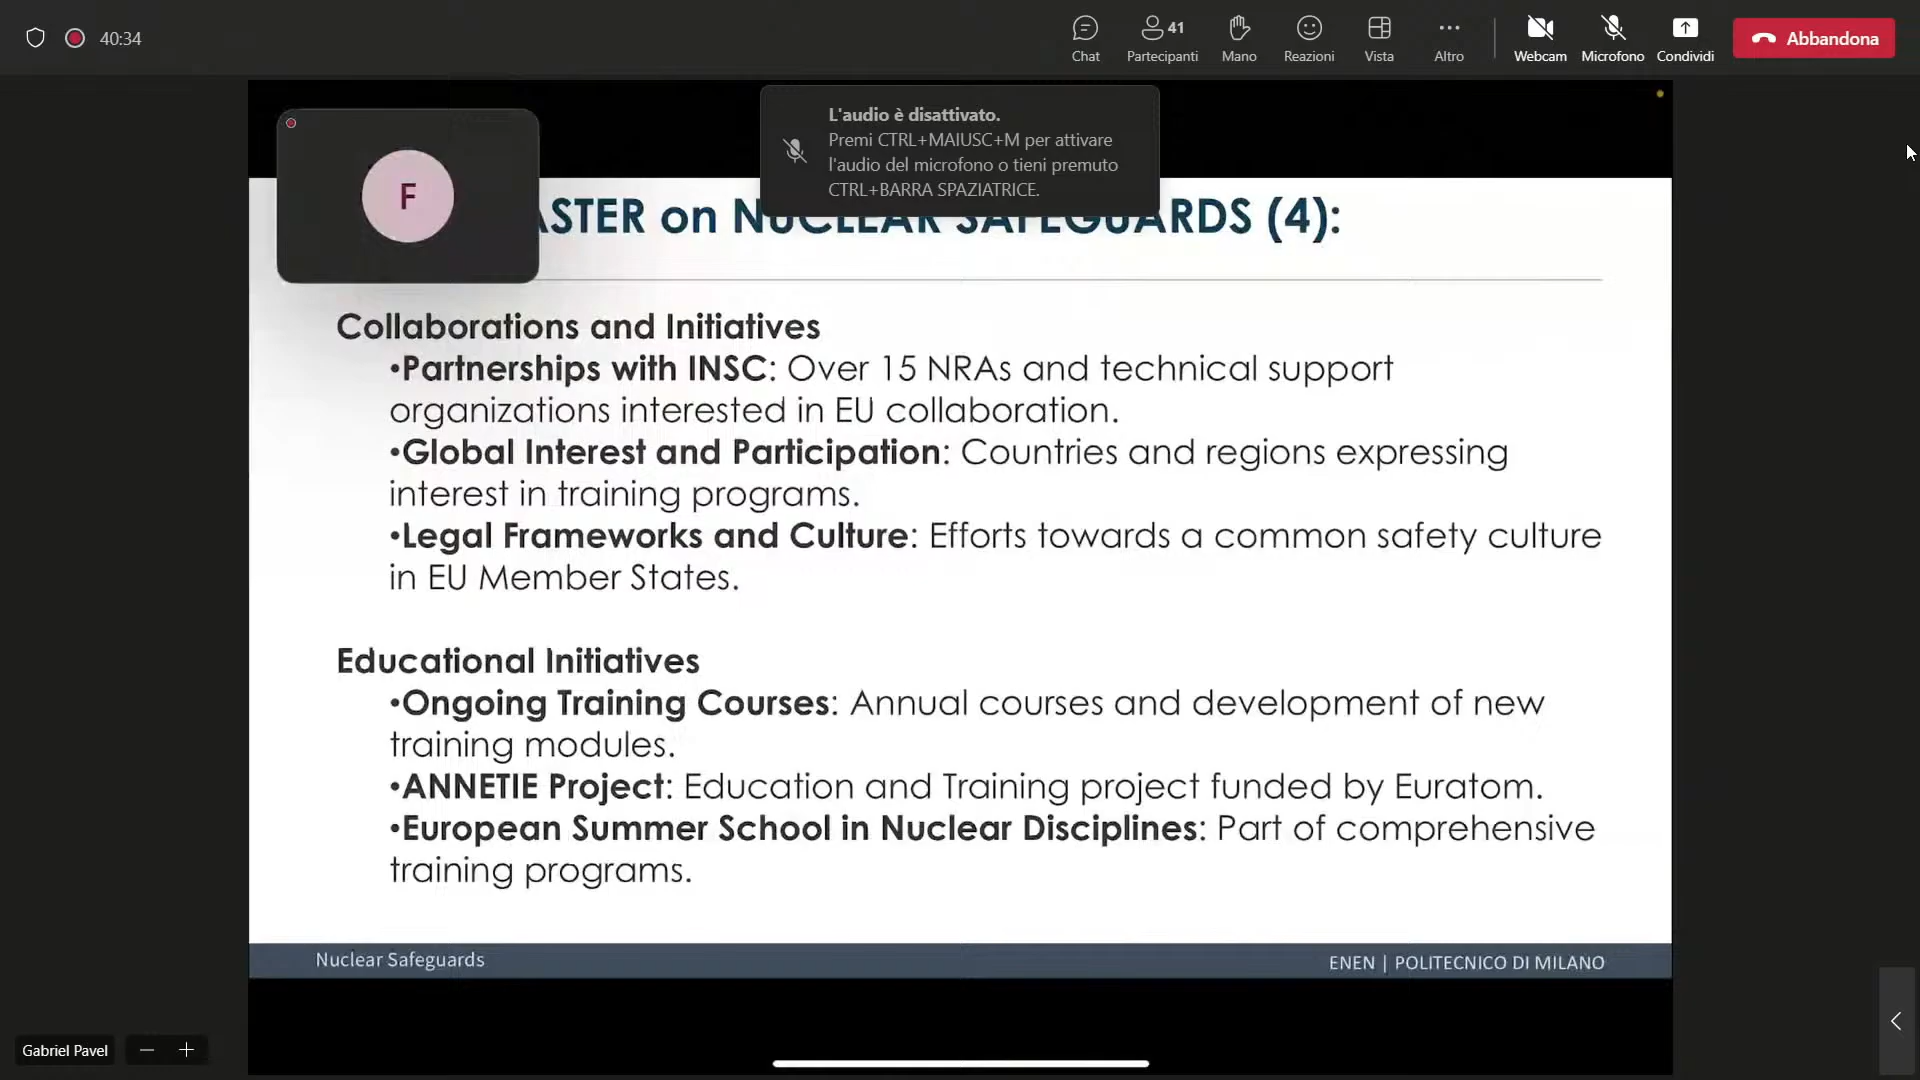 40:34
Chat
41
Partecipanti
Mano
Reazioni
Vista
Altro
Webcam
Microfono
Condividi
Abbandona
L'audio è disattivato.
Premi CTRL+MAIUSC+M per attivare
l'audio del microfono o tieni premuto
CTRL+BARRA SPAZIATRICE.
F
ASTER on NUCLEAR SAFEGUARDS (4):
Collaborations and Initiatives
•Partnerships with INSC: Over 15 NRAs and technical support
organizations interested in EU collaboration.
•Global Interest and Participation: Countries and regions expressing
interest in training programs.
•Legal Frameworks and Culture: Efforts towards a common safety culture
in EU Member States.
Educational Initiatives
•Ongoing Training Courses: Annual courses and development of new
training modules.
•ANNETIE Project: Education and Training project funded by Euratom.
•European Summer School in Nuclear Disciplines: Part of comprehensive
training programs.
Nuclear Safeguards
ENEN | POLITECNICO DI MILANO
Gabriel Pavel